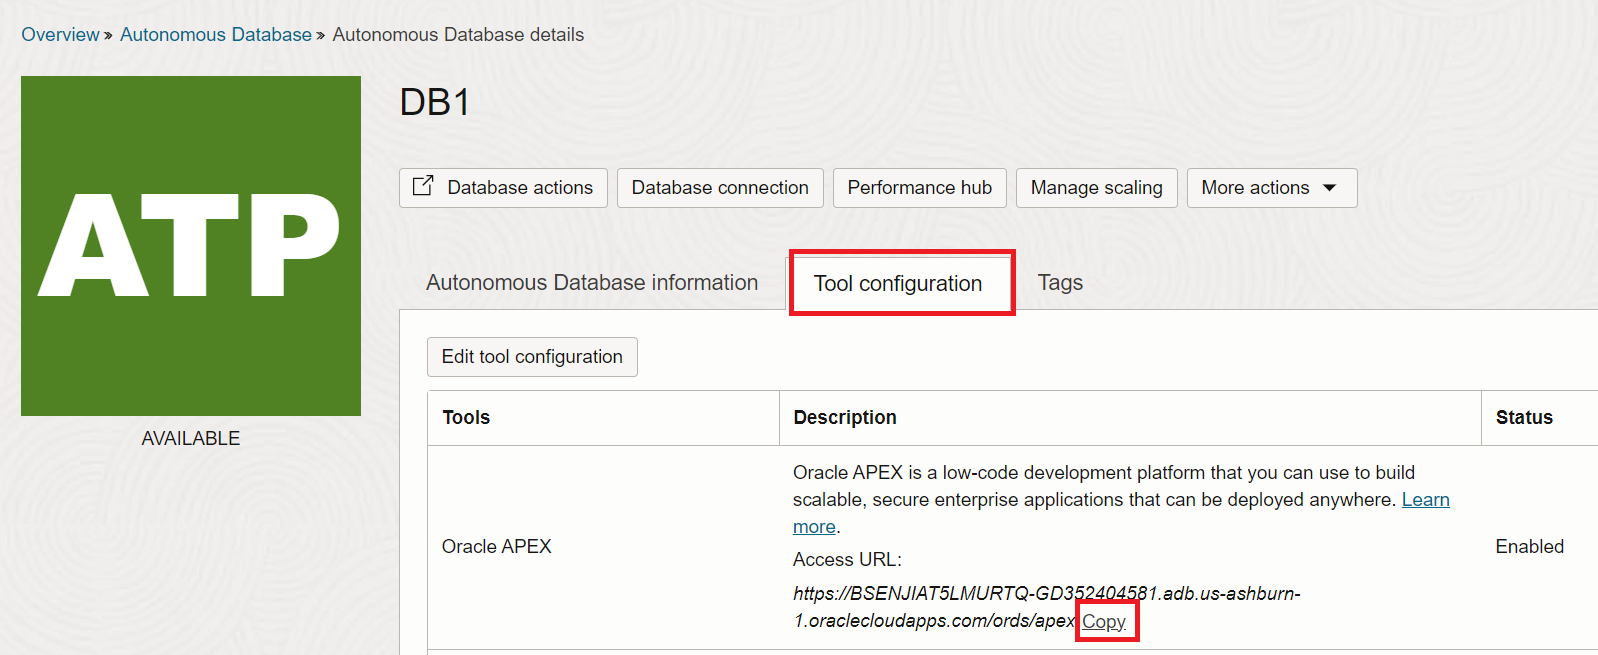 Overview » Autonomous Database » Autonomous Database details
ATP
AVAILABLE
DB1
Database actions Database connection Performance hub Manage scaling More actions
Autonomous Database information Tool configuration Tags
Edit tool configuration
Tools Description Status
Oracle APEX is a low-code development platform that you can use to build
scalable, secure enterprise applications that can be deployed anywhere. Learn
more.
Oracle APEX Enabled
Access URL:
https://BSENJIAT5LMURTQ-GD352404581.adb.us-ashburn-
1.oraclecloudapps.com/ords/apex Copy